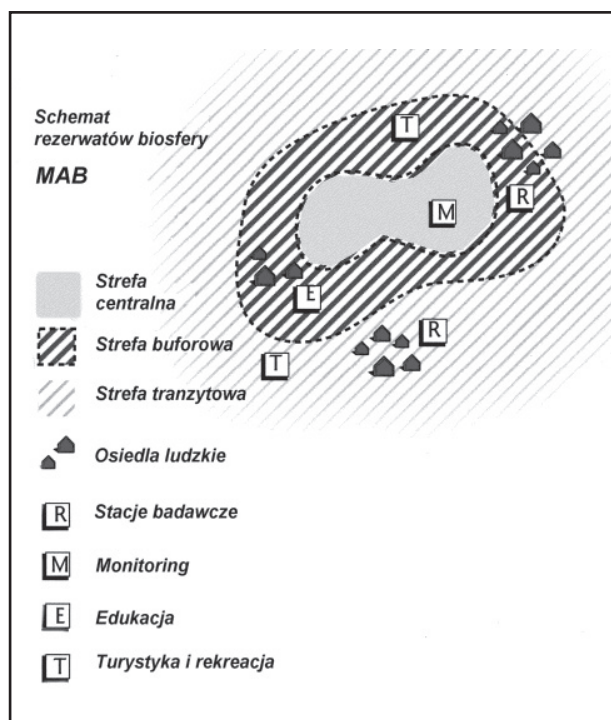 Schemat
rezerwatów biosfery
MAB
T
R
M
E
R
T
Strefa
centralna
Strefa buforowa
Strefa tranzytowa
Osiedla ludzkie
R Stacje badawcze
M Monitoring
E Edukacja
T Turystyka i rekreacja